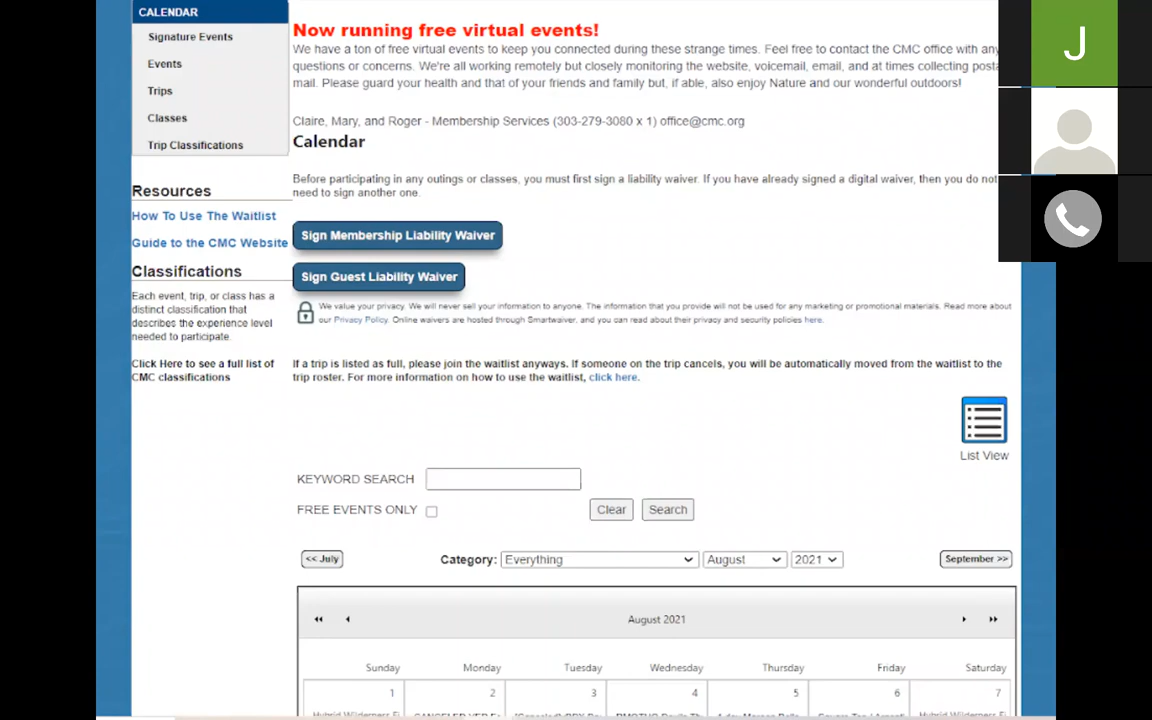 CALENDAR
Signature Events
Events
Trips
Classes
Trip Classifications
Resources
How To Use The Waitlist
Guide to the CMC Website
Classifications
Each event, trip, or class has a
distinct classification that
describes the experience level
needed to participate.
Click Here to see a full list of
CMC classifications
Now running free virtual events!
We have a ton of free virtual events to keep you connected during these strange times. Feel free to contact the CMC office with any
questions or concerns. We're all working remotely but closely monitoring the website, voicemail, email, and at times collecting posta
mail. Please guard your health and that of your friends and family but, if able, also enjoy Nature and our wonderful outdoors!
Claire, Mary, and Roger - Membership Services (303-279-3080 x 1) office@cmc.org
Calendar
Before participating in any outings or classes, you must first sign a liability waiver. If you have already signed a digital waiver, then you do not
need to sign another one.
Sign Membership Liability Waiver
Sign Guest Liability Waiver
We value your privacy. We will never sell your information to anyone. The information that you provide will not be used for any marketing or promotional materials. Read more about
our Privacy Policy. Online waivers are hosted through Smartwaiver, and you can read about their privacy and security policies here.
If a trip is listed as full, please join the waitlist anyways. If someone on the trip cancels, you will be automatically moved from the waitlist to the
trip roster. For more information on how to use the waitlist, click here.
List View
KEYWORD SEARCH
FREE EVENTS ONLY Clear Search
<< July Category: Everything August 2021 September >>
August 2021
Sunday Monday Tuesday Wednesday Thursday Friday Saturday
1 2 3 4 5 6 7
J